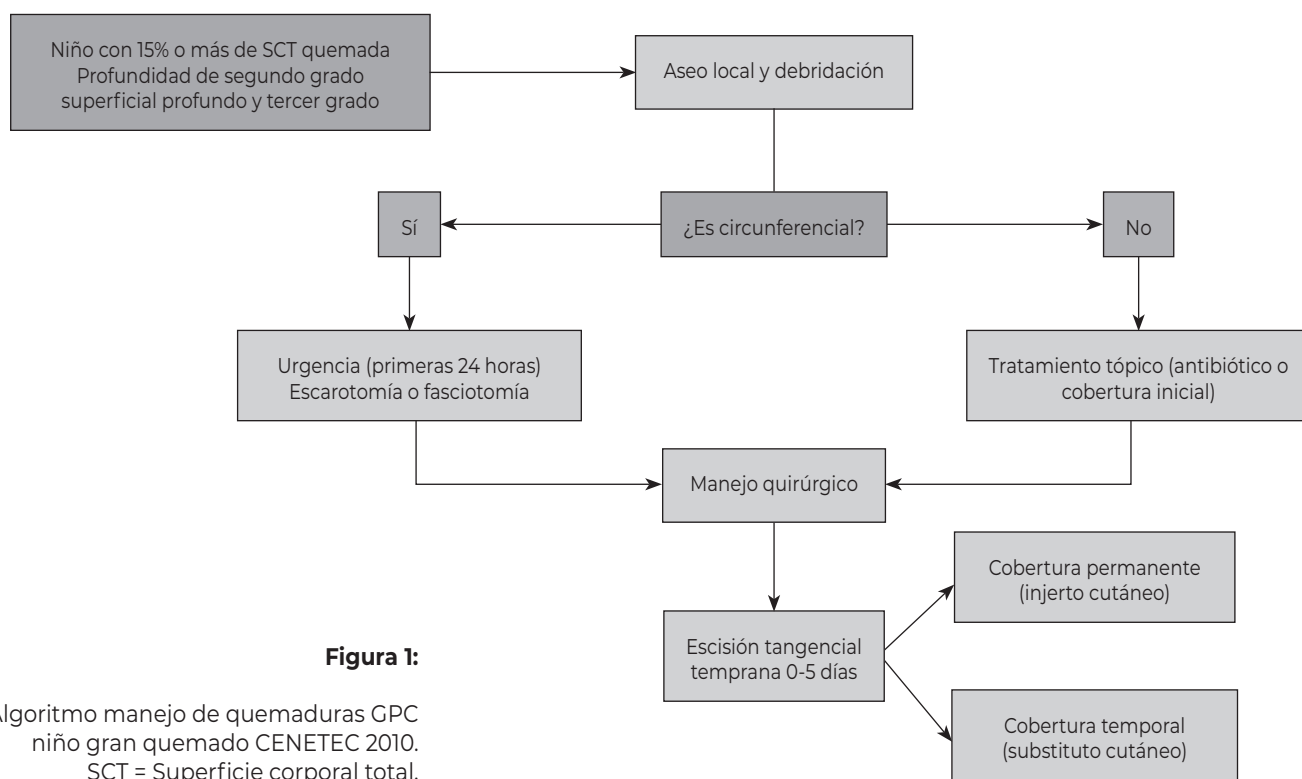 Niño con 15% o más de SCT quemada
Profundidad de segundo grado
superficial profundo y tercer grado
Aseo local y debridación
Sí
¿Es circunferencial?
No
Urgencia (primeras 24 horas)
Escarotomía o fasciotomía
Tratamiento tópico (antibiótico o
cobertura inicial)
Manejo quirúrgico
Cobertura permanente
(injerto cutáneo)
Escisión tangencial
temprana 0-5 días
Cobertura temporal
(substituto cutáneo)
Figura 1:
Algoritmo manejo de quemaduras GPC
niño gran quemado CENETEC 2010.
SCT = Superficie corporal total.